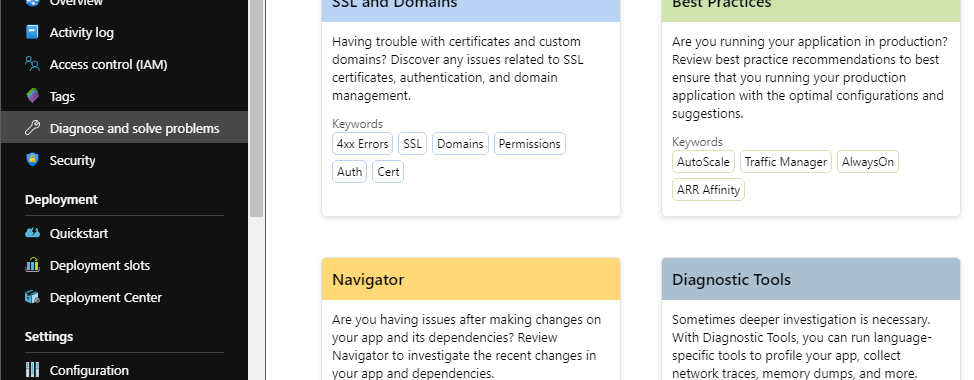 Overview
Activity log
Access control (IAM)
Tags
Diagnose and solve problems
Security
Deployment
Quickstart
Deployment slots
Deployment Center
Settings
Configuration
SSL and Domains
Having trouble with certificates and custom
domains? Discover any issues related to SSL
certificates, authentication, and domain
management.
Keywords
4xx Errors SSL Domains Permissions
Auth Cert
Best Practices
Are you running your application in production?
Review best practice recommendations to best
ensure that you running your production
application with the optimal configurations and
suggestions.
Keywords
AutoScale Traffic Manager AlwaysOn
ARR Affinity
Navigator
Are you having issues after making changes on
your app and its dependencies? Review
Navigator to investigate the recent changes in
your app and dependencies.
Diagnostic Tools
Sometimes deeper investigation is necessary.
With Diagnostic Tools, you can run language-
specific tools to profile your app, collect
network traces, memory dumps, and more.